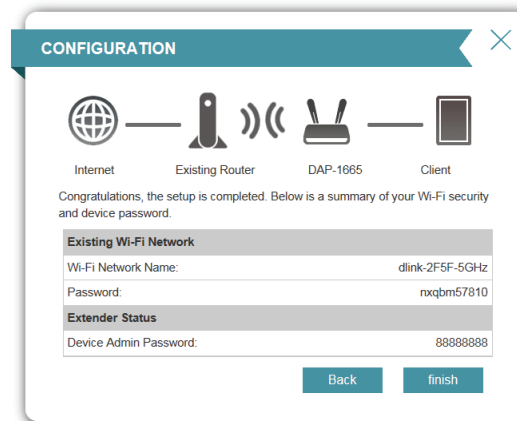 CONFIGURATION
Internet Existing Router DAP-1665 Client
Congratulations, the setup is completed. Below is a summary of your Wi-Fi security
and device password.
Existing Wi-Fi Network
Wi-Fi Network Name: dlink-2F5F-5GHz
Password: nxqbm57810
Extender Status
Device Admin Password: 88888888
Back finish